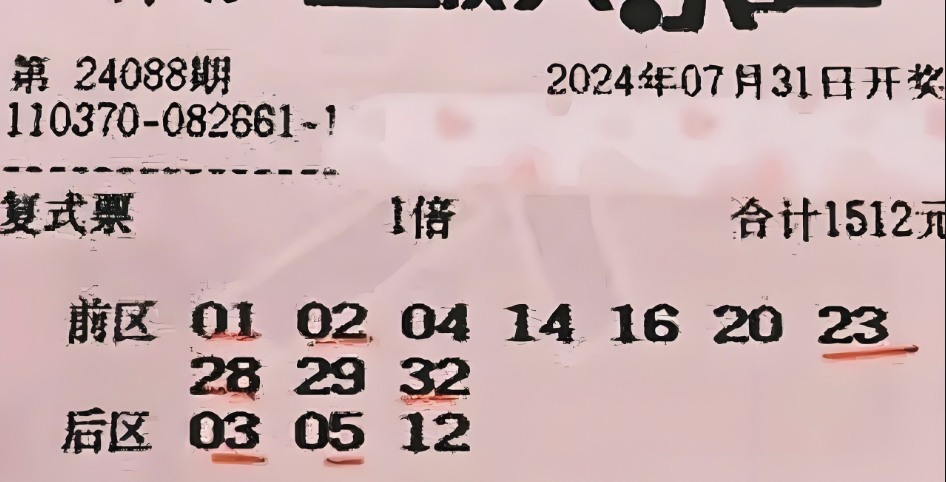 第 24088期
2024年07月31日开奖
110370-082661-1
复式票 1倍 合计1512元
前区 01 02 04 14 16 20 23
28 29 32
后区 03 05 12